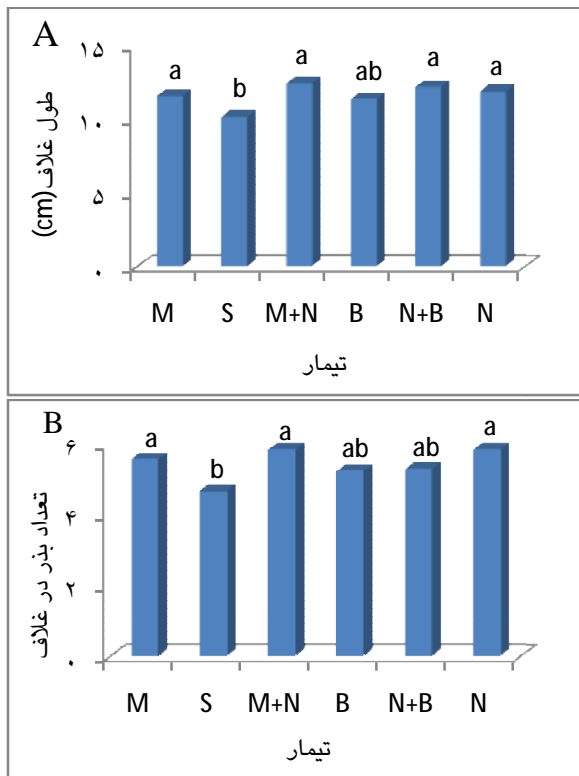 A
طول غلاف (cm)
۱۵
۱۰
۵
۰
a b a ab a a
M S M+N B N+B N
تیمار
B
تعداد بذر در غلاف
۶
۴
۲
۰
a b a ab ab a
M S M+N B N+B N
تیمار